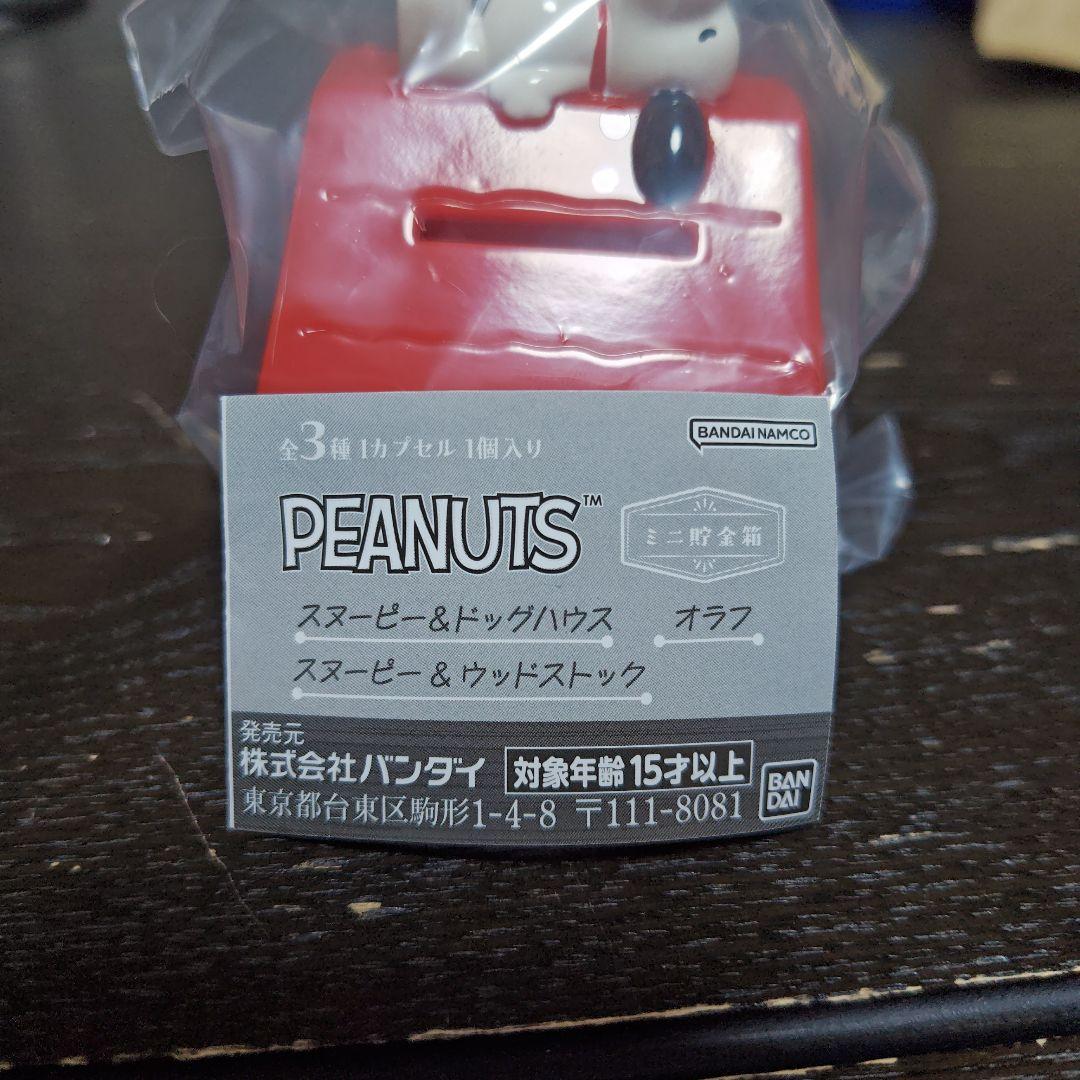 全3種 1カプセル 1個入り
BANDAI NAMCO
PEANUTS™
ミニ貯金箱
スヌーピー&ドッグハウス
オラフ
スヌーピー&ウッドストック
発売元
株式会社バンダイ
対象年齢 15才以上
東京都台東区駒形1-4-8 〒111-8081
BAN
DAI